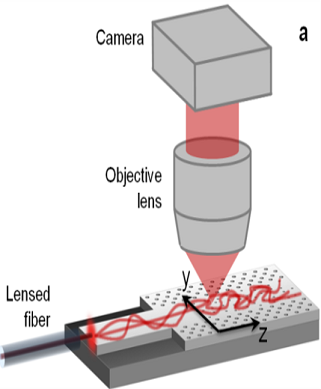 Camera
a
Objective
lens
Lensed
fiber
y
z